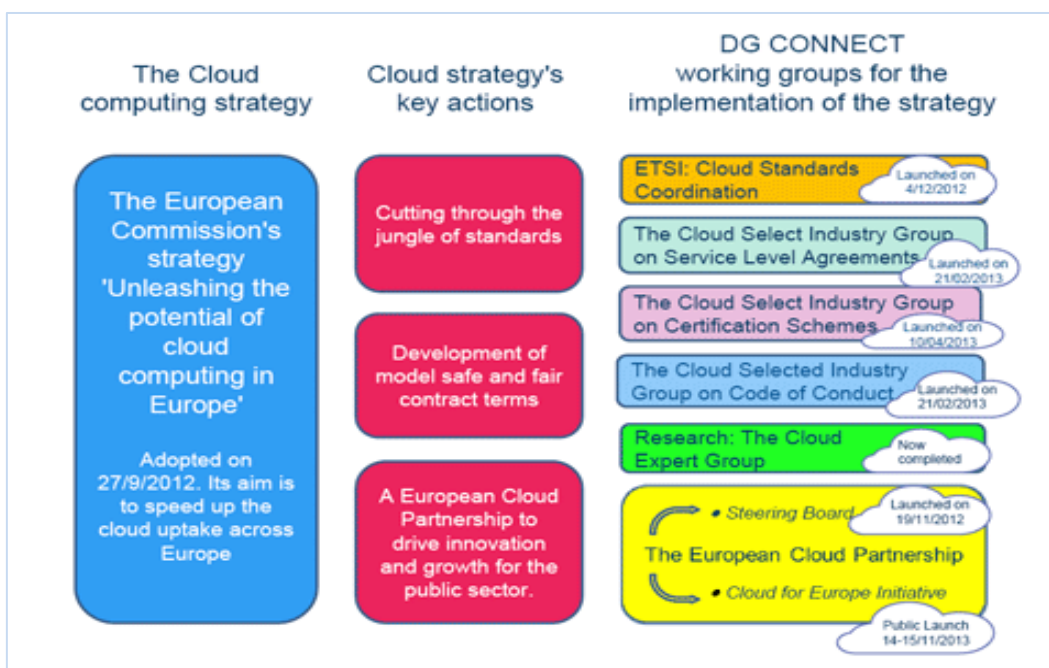 The Cloud
computing strategy
The European
Commission's
strategy
'Unleashing the
potential of
cloud
computing in
Europe'
Adopted on
27/9/2012. Its aim is
to speed up the
cloud uptake across
Europe
Cloud strategy's
key actions
Cutting through the
jungle of standards
Development of
model safe and fair
contract terms
A European Cloud
Partnership to
drive innovation
and growth for the
public sector.
DG CONNECT
working groups for the
implementation of the strategy
ETSI: Cloud Standards
Coordination
Launched on
4/12/2012
The Cloud Select Industry Group
on Service Level Agreements
Launched on
21/02/2013
The Cloud Select Industry Group
on Certification Schemes
Launched on
10/04/2013
The Cloud Selected Industry
Group on Code of Conduct
Launched on
21/02/2013
Research: The Cloud
Expert Group
Now
completed
• Steering Board
Launched on
19/11/2012
The European Cloud Partnership
• Cloud for Europe Initiative
Public Launch
14-15/11/2013